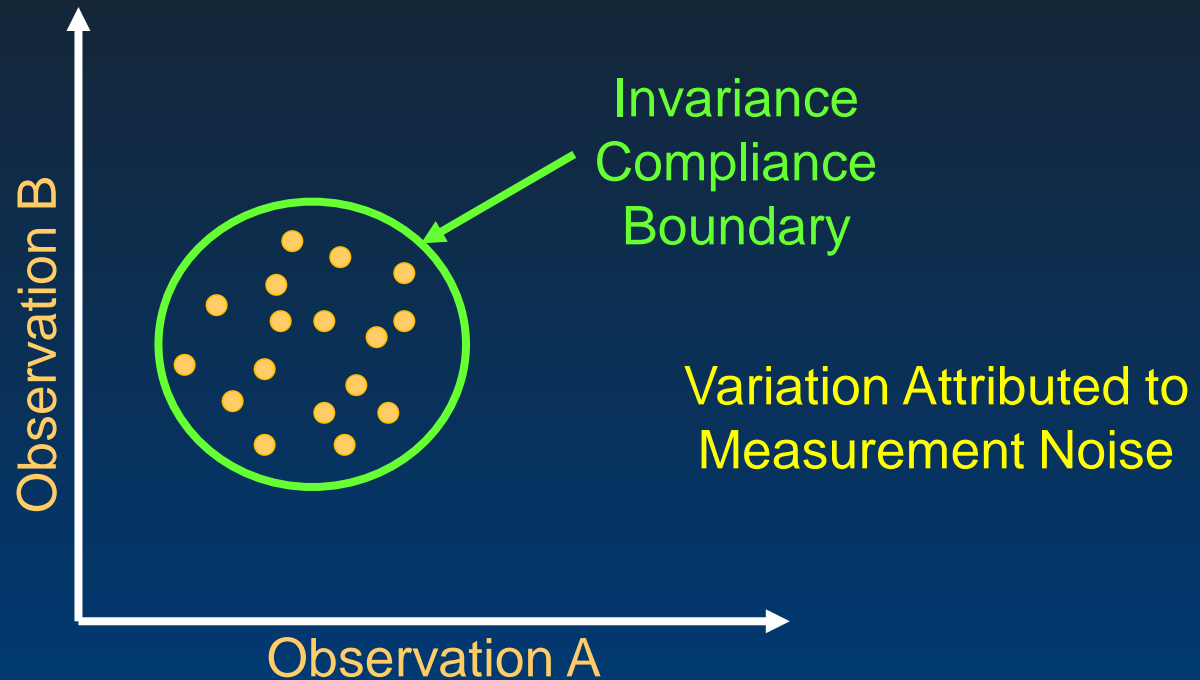 Invariance
Compliance
Boundary
Observation B
Variation Attributed to
Measurement Noise
Observation A